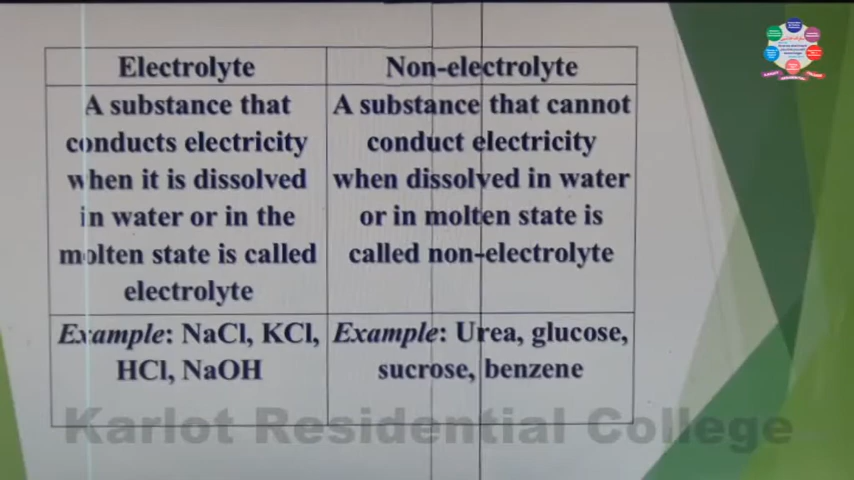 Electrolyte
Non-electrolyte
A substance that
conducts electricity
when it is dissolved
in water or in the
molten state is called
electrolyte
A substance that cannot
conduct electricity
when dissolved in water
or in molten state is
called non-electrolyte
Example: NaCl, KCl,
HCl, NaOH
Example: Urea, glucose,
sucrose, benzene
Karlot Residential College